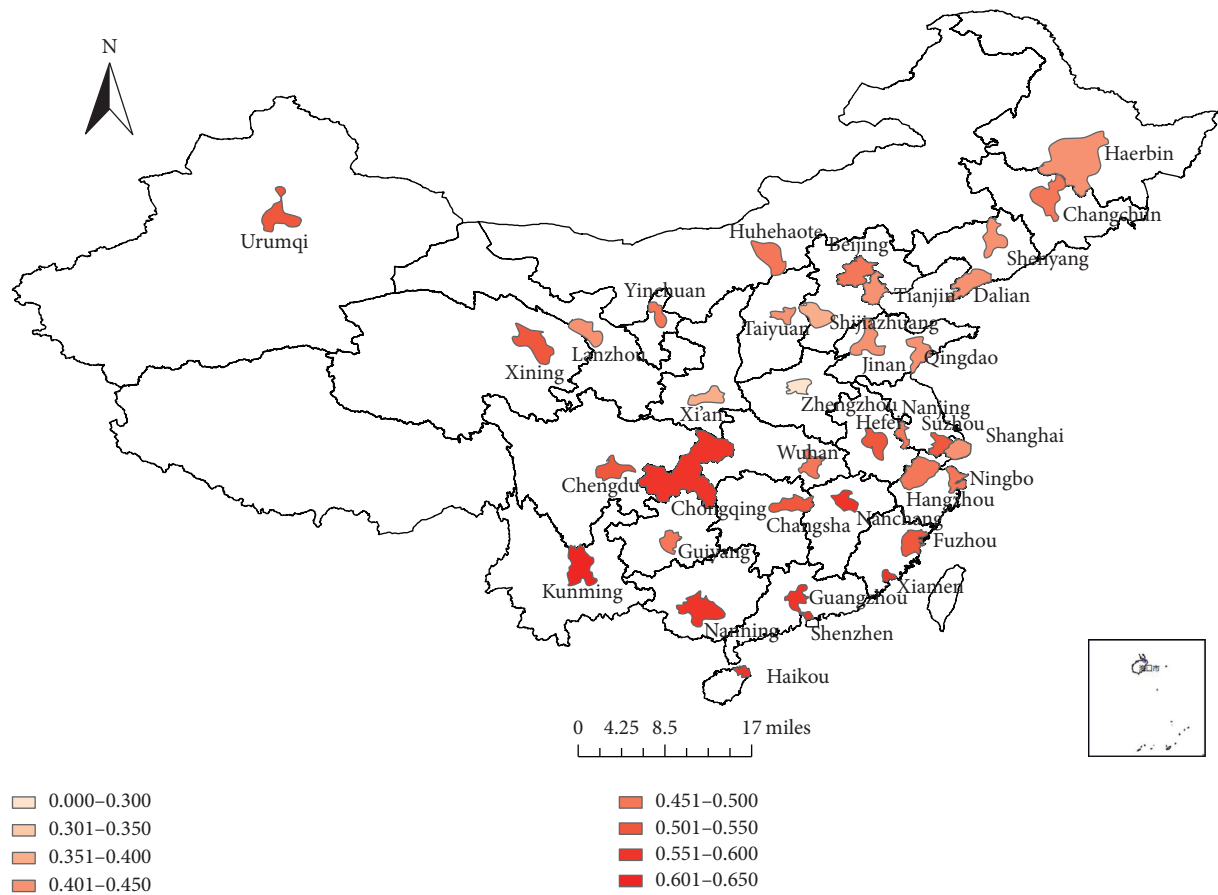 N
Haerbin
Changchun
Urumqi
Huhehaote
Beijing
Shenyang
Yinchuan
Tianjin
Dalian
Taiyuan
Shijiazhuang
Lanzhou
Xining
Jinan
Qingdao
Xi'an
Zhengzhou
Nanjing
Hefei
Suzhou
Shanghai
Wuhan
Chengdu
Ningbo
Hangzhou
Chongqing
Changsha
Nanchang
Guiyang
Fuzhou
Kunming
Xiamen
Guangzhou
Nanning
Shenzhen
Haikou
海口市
0 4.25 8.5 17 miles
0.000–0.300
0.301–0.350
0.351–0.400
0.401–0.450
0.451–0.500
0.501–0.550
0.551–0.600
0.601–0.650